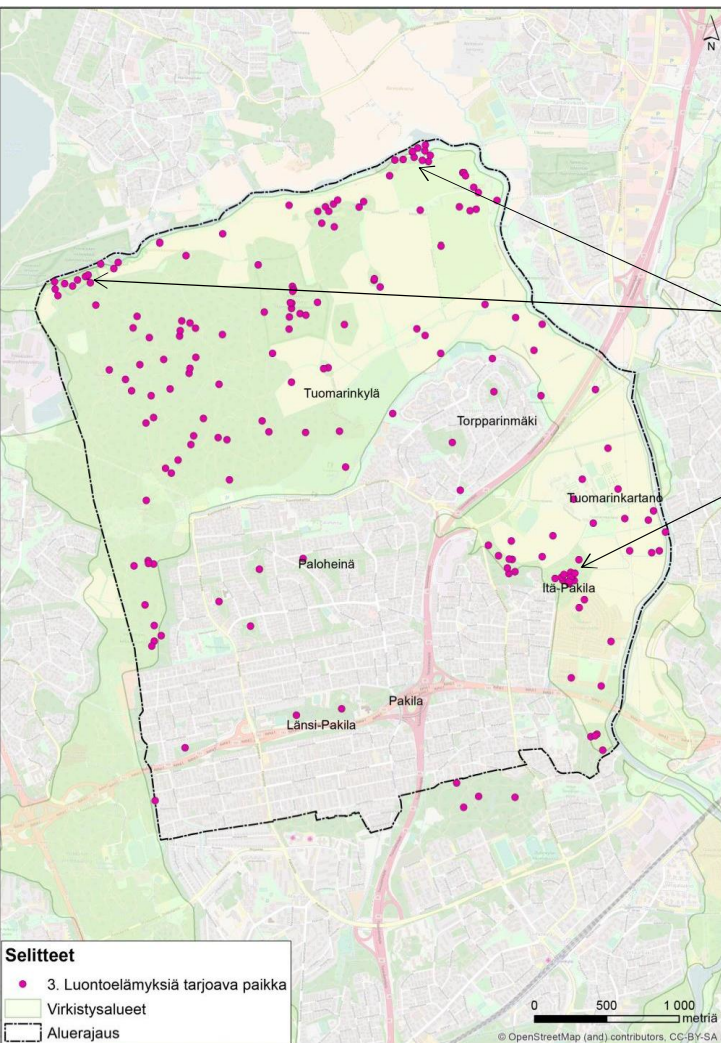 N
Tuomarinkylä
Torpparinmäki
Tuomarinkartano
Paloheinä
Itä-Pakila
Pakila
Länsi-Pakila
Selitteet
3. Luontoelämyksiä tarjoava paikka
Virkistysalueet
Aluerajaus
0 500 1 000
metriä
© OpenStreetMap (and) contributors, CC-BY-SA